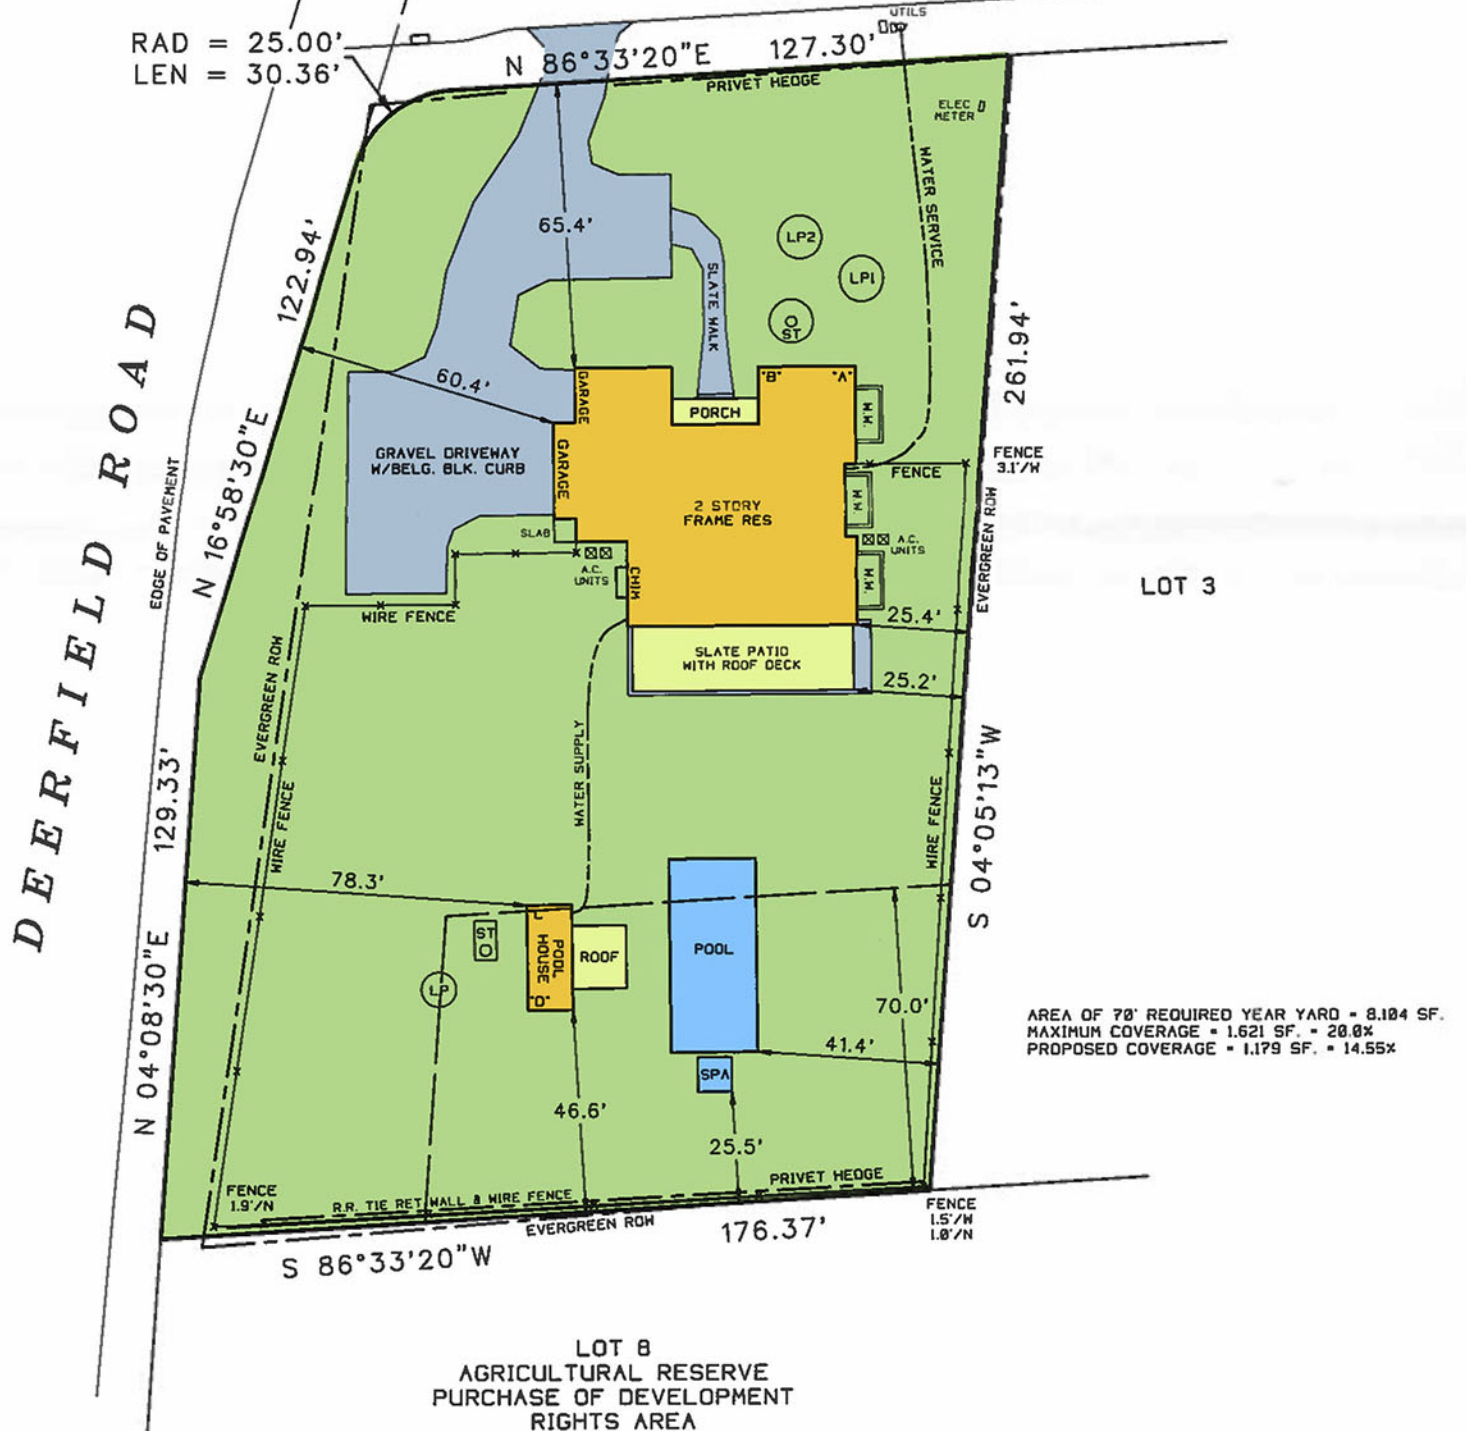 UTILS
RAD = 25.00'
LEN = 30.36'
N 86°33'20"E 127.30'
PRIVET HEDGE
ELEC
METER
WATER SERVICE
122.94'
65.4'
LP2
LP1
SLATE WALK
ST
261.94'
DEERFIELD ROAD
60.4'
GARAGE
"B" "A"
PORCH
W.W.
N 16°58'30"E
GRAVEL DRIVEWAY
W/BELG. BLK. CURB
GARAGE
FENCE
3.1'/W
FENCE
EDGE OF PAVEMENT
2 STORY
FRAME RES
W.W.
EVERGREEN ROW
SLAB
A.C.
UNITS
A.C.
UNITS
CHIM
W.W.
LOT 3
WIRE FENCE
25.4'
EVERGREEN ROW
SLATE PATIO
WITH ROOF DECK
25.2'
WATER SUPPLY
129.33'
WIRE FENCE
WIRE FENCE
S 04°05'13"W
78.3'
ST
POOL
HOUSE
ROOF
POOL
LP
"D"
70.0'
N 04°08'30"E
AREA OF 70' REQUIRED YEAR YARD = 8,104 SF.
MAXIMUM COVERAGE = 1,621 SF. = 20.0%
PROPOSED COVERAGE = 1,179 SF. = 14.55%
41.4'
SPA
46.6'
25.5'
PRIVET HEDGE
FENCE
1.9'/N
R.R. TIE RET WALL & WIRE FENCE
EVERGREEN ROW
FENCE
1.5'/W
1.0'/N
176.37'
S 86°33'20"W
LOT 8
AGRICULTURAL RESERVE
PURCHASE OF DEVELOPMENT
RIGHTS AREA